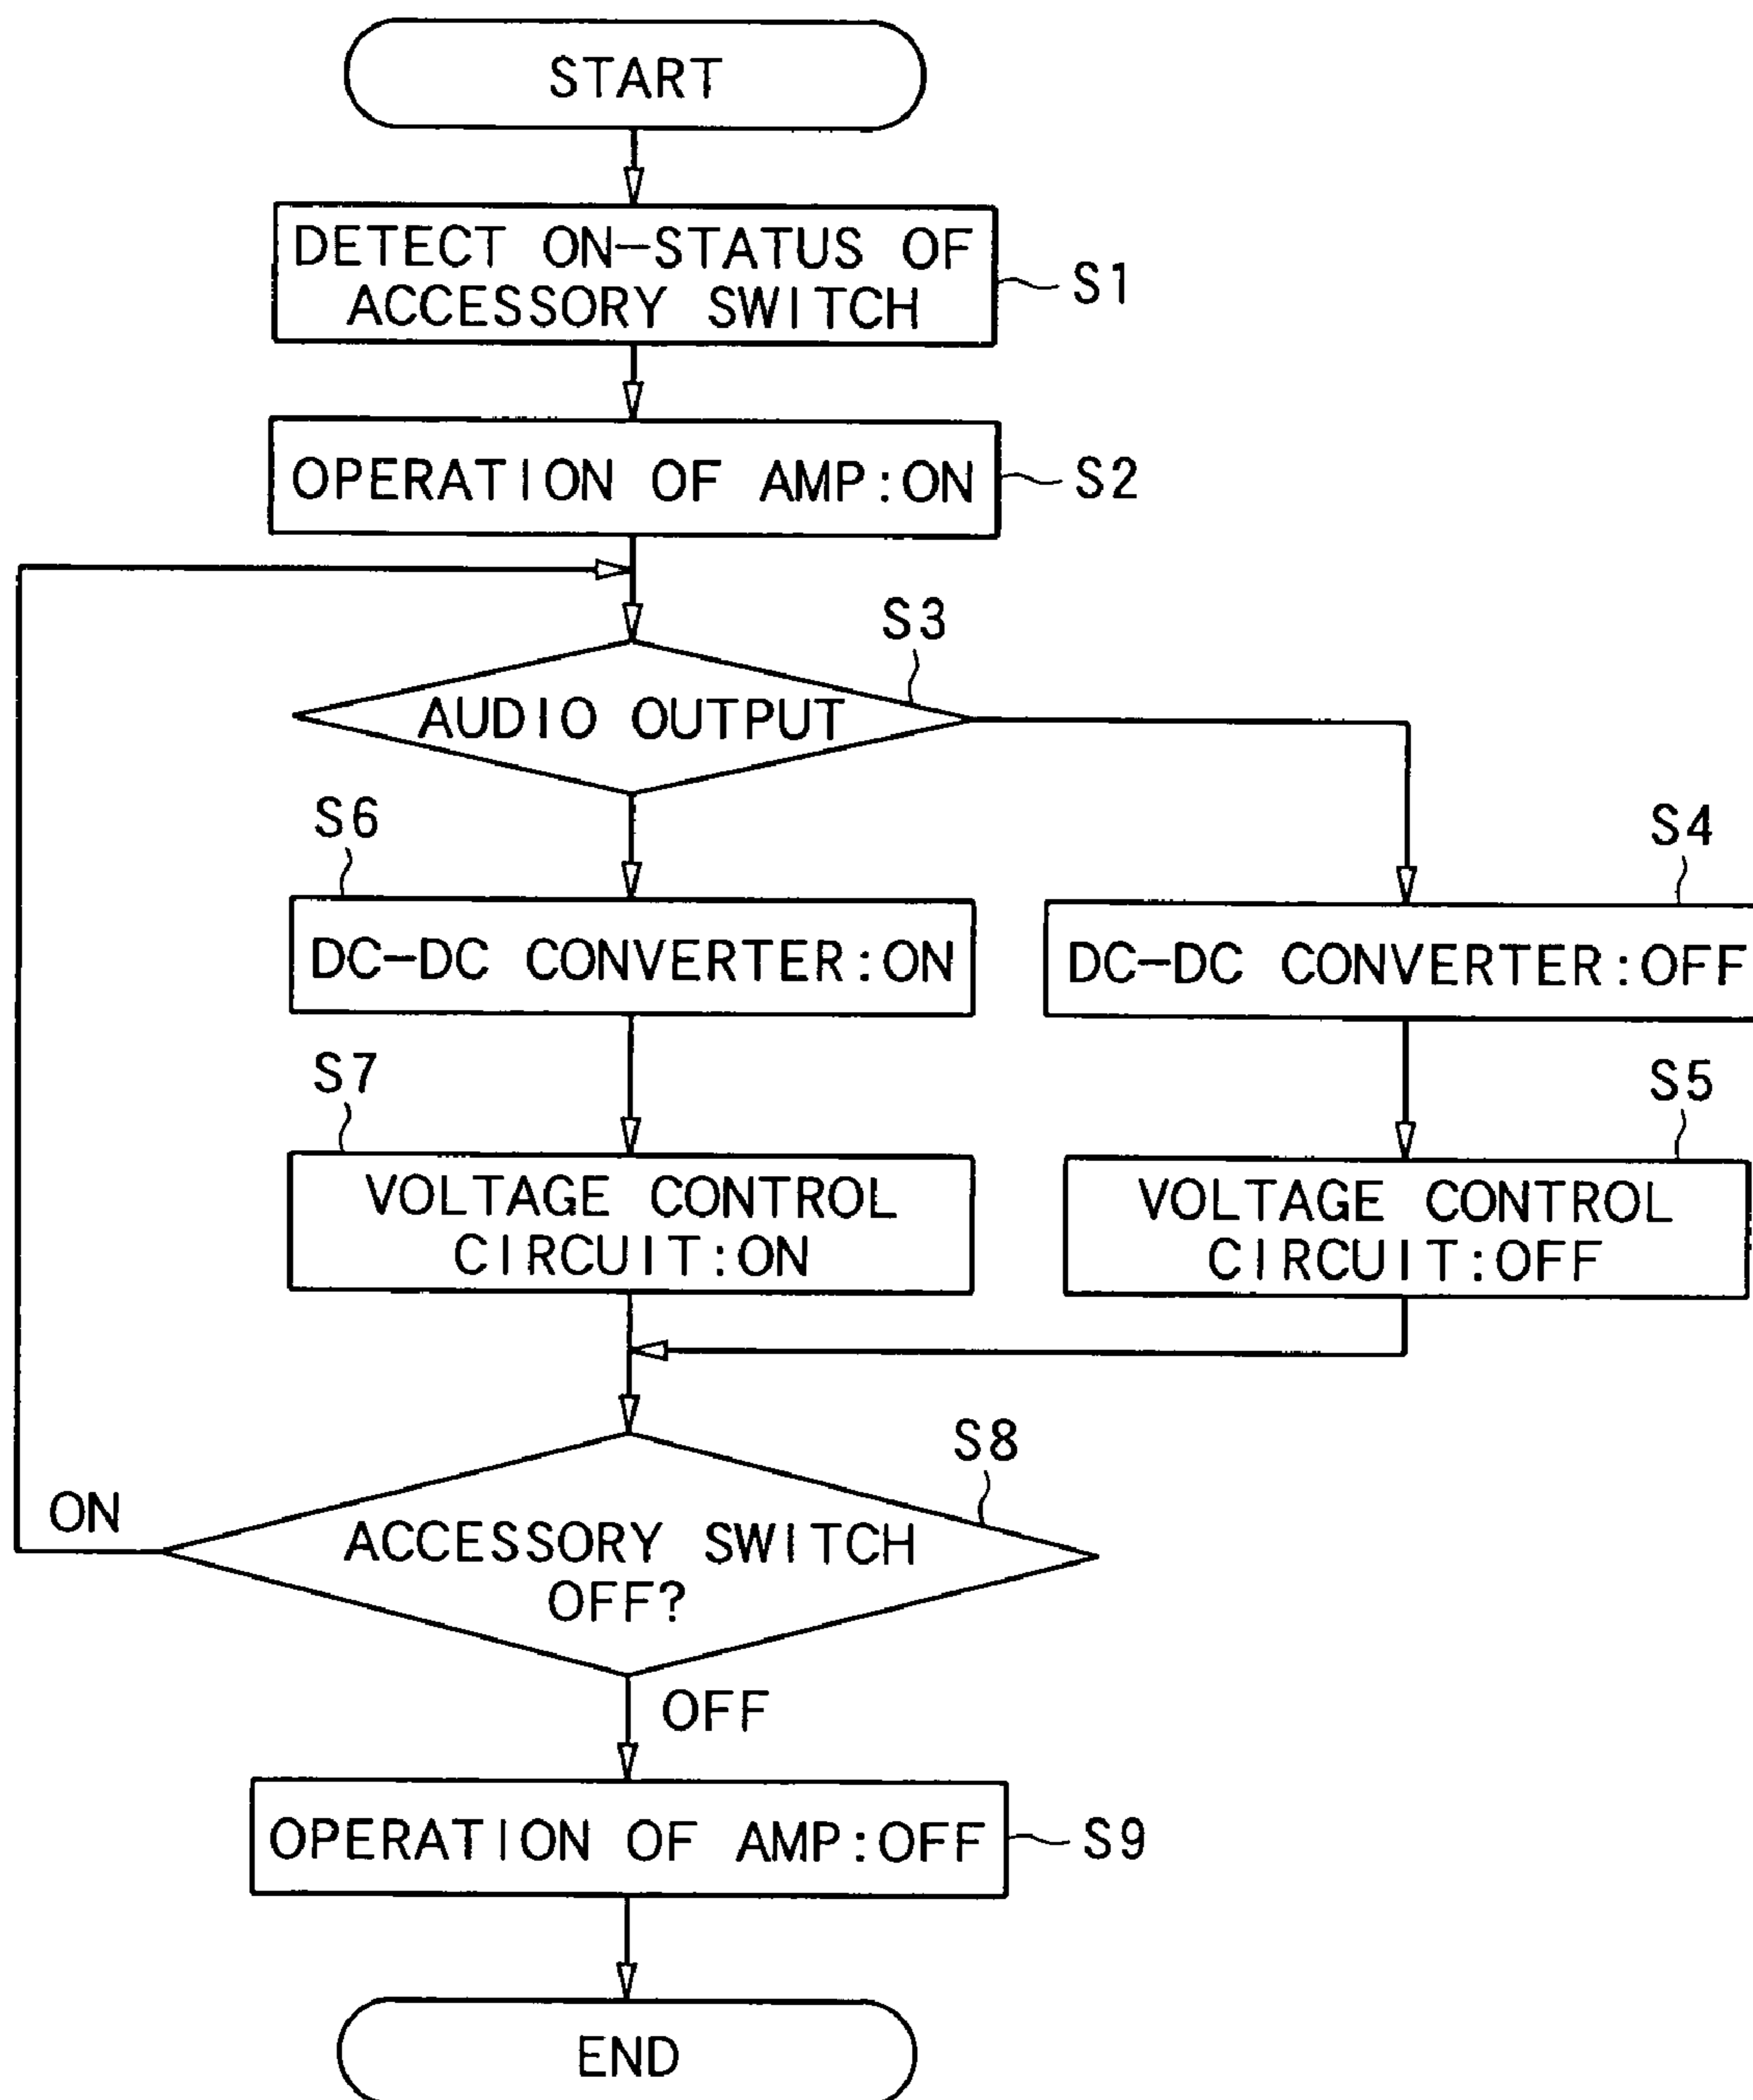 START
DETECT ON-STATUS OF
ACCESSORY SWITCH
S1
OPERATION OF AMP:ON
S2
S3
AUDIO OUTPUT
S6
DC-DC CONVERTER:ON
S4
DC-DC CONVERTER:OFF
S7
VOLTAGE CONTROL
CIRCUIT:ON
S5
VOLTAGE CONTROL
CIRCUIT:OFF
S8
ON
ACCESSORY SWITCH
OFF?
OFF
OPERATION OF AMP:OFF
S9
END